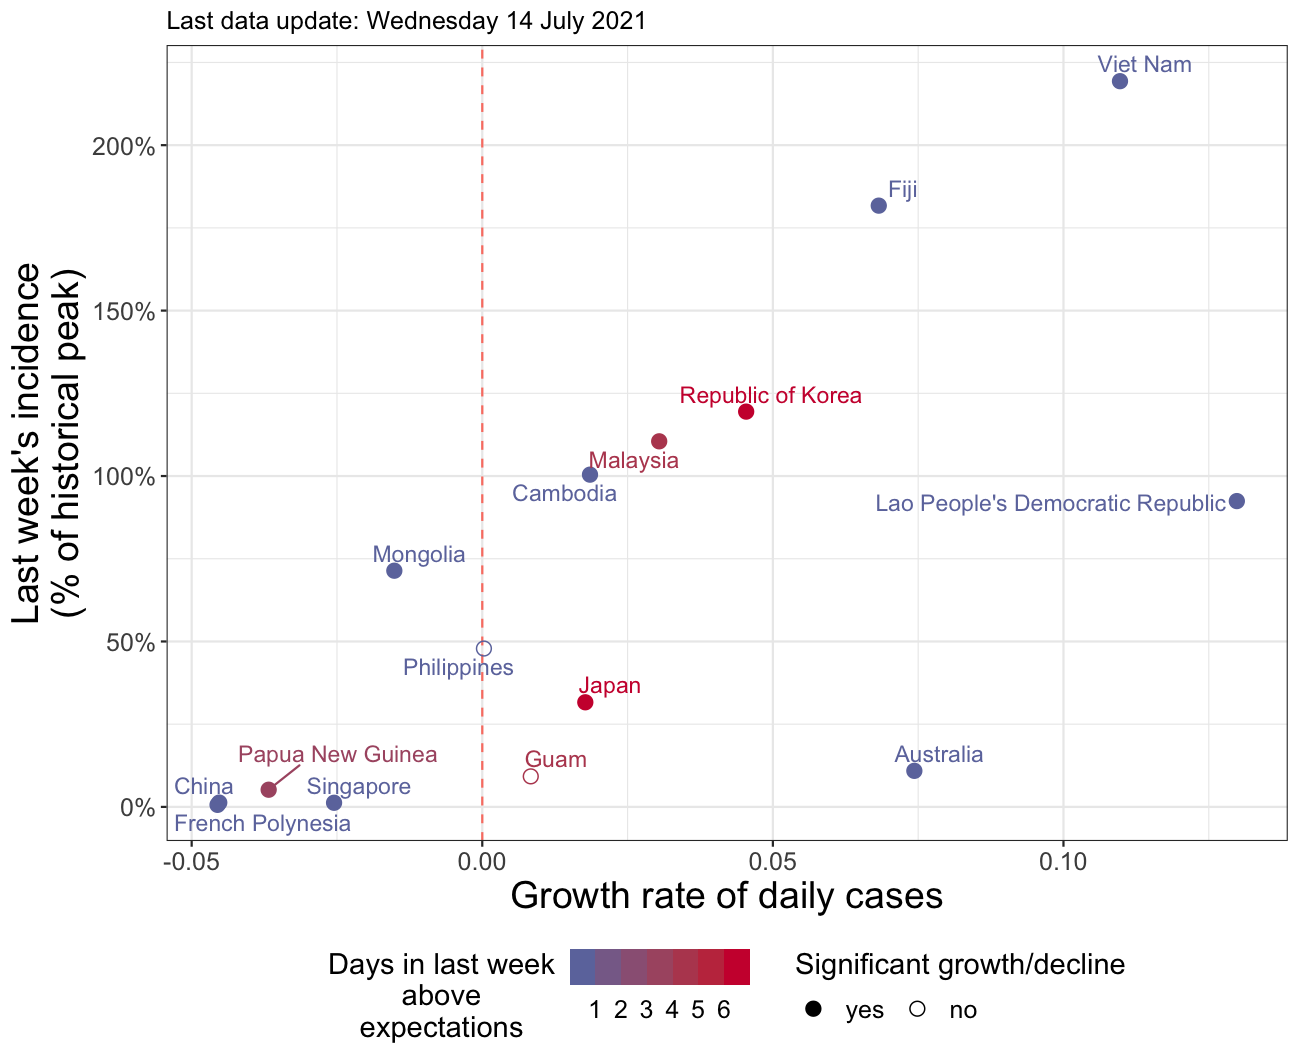 Last data update: Wednesday 14 July 2021
Last week's incidence
(% of historical peak)
200%
150%
100%
50%
0%
Viet Nam
Fiji
Republic of Korea
Malaysia
Cambodia
Lao People's Democratic Republic
Mongolia
Philippines
Japan
Papua New Guinea
Guam
Australia
China
Singapore
French Polynesia
-0.05
0.00
0.05
0.10
Growth rate of daily cases
Days in last week
above
expectations
1 2 3 4 5 6
Significant growth/decline
yes
no